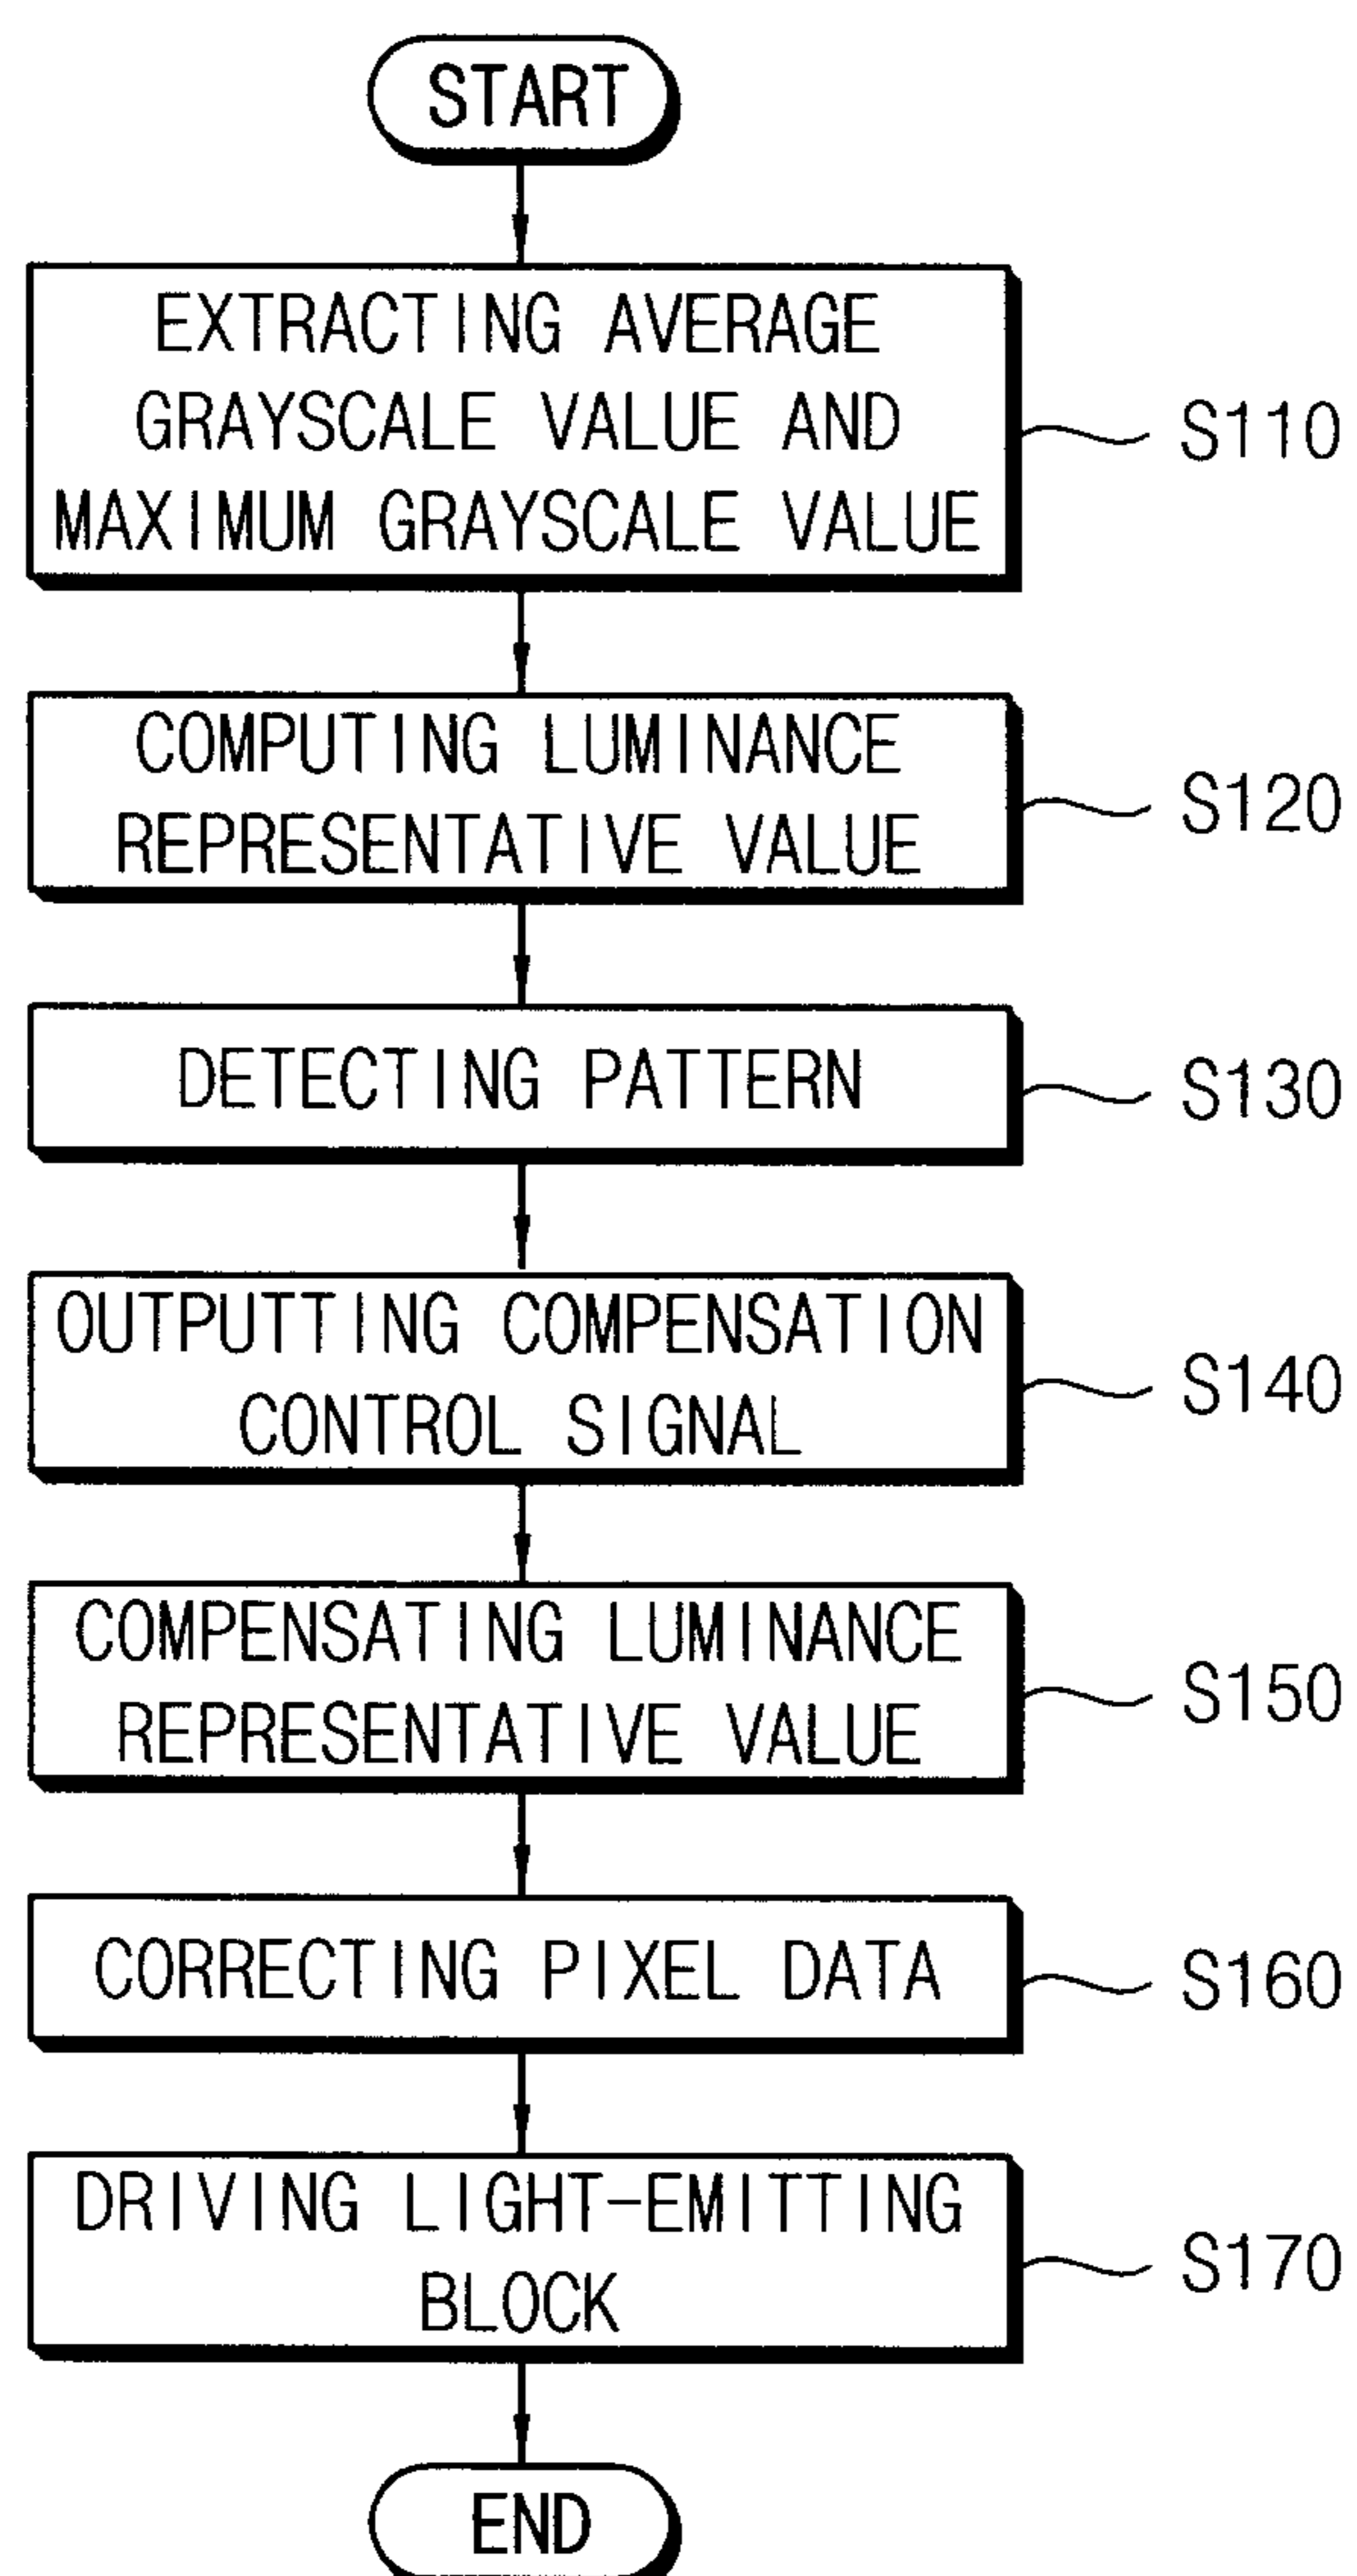 START
EXTRACTING AVERAGE
GRAYSCALE VALUE AND
MAXIMUM GRAYSCALE VALUE
S110
COMPUTING LUMINANCE
REPRESENTATIVE VALUE
S120
DETECTING PATTERN
S130
OUTPUTTING COMPENSATION
CONTROL SIGNAL
S140
COMPENSATING LUMINANCE
REPRESENTATIVE VALUE
S150
CORRECTING PIXEL DATA
S160
DRIVING LIGHT-EMITTING
BLOCK
S170
END